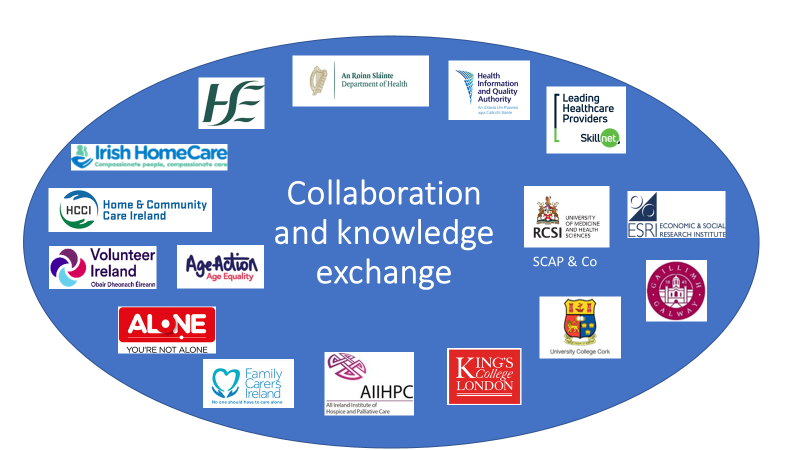 An Roinn Sláinte
Department of Health
Health
Information
and Quality
Authority
An tÚdarás Um Fhaisnéis
agus Cáilíocht Sláinte
HSE
Leading
Healthcare
Providers
Skillnet
Irish HomeCare
Compassionate people, compassionate care
HCCI
Home & Community
Care Ireland
Collaboration
and knowledge
exchange
RCSI
UNIVERSITY
OF MEDICINE
AND HEALTH
SCIENCES
SCAP & Co
ESRI
ECONOMIC & SOCIAL
RESEARCH INSTITUTE
Volunteer
Ireland
Obair Dheonach Éireann
Age Action
Age Equality
GAILLIMH
GALWAY
ALONE
YOU'RE NOT ALONE
University College Cork
Family
Carers
Ireland
No one should have to care alone
AIIHPC
All Ireland Institute of
Hospice and Palliative Care
KING'S
College
LONDON